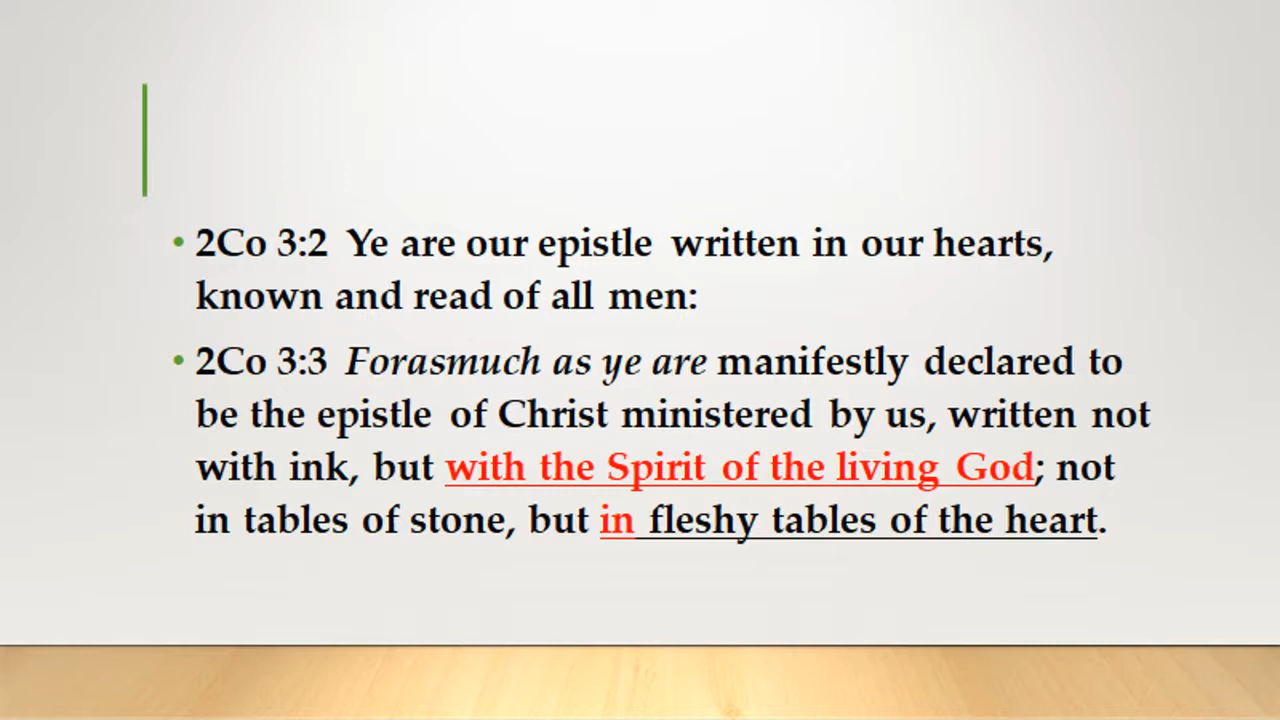 • 2Co 3:2 Ye are our epistle written in our hearts,
known and read of all men:
• 2Co 3:3 Forasmuch as ye are manifestly declared to
be the epistle of Christ ministered by us, written not
with ink, but with the Spirit of the living God; not
in tables of stone, but in fleshy tables of the heart.